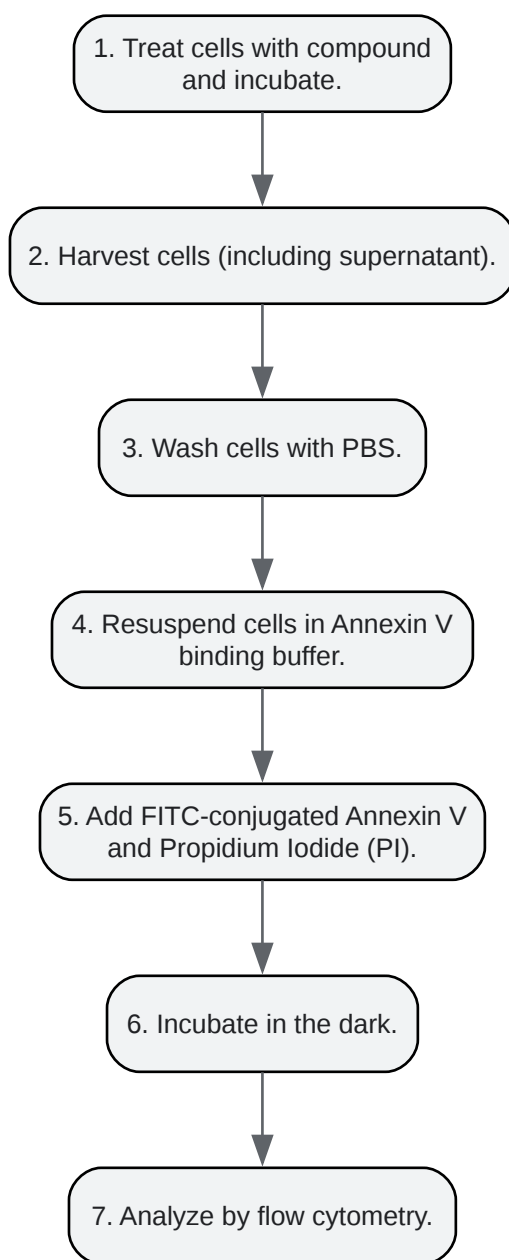 1. Treat cells with compound
and incubate.
2. Harvest cells (including supernatant).
3. Wash cells with PBS.
4. Resuspend cells in Annexin V
binding buffer.
5. Add FITC-conjugated Annexin V
and Propidium Iodide (PI).
6. Incubate in the dark.
7. Analyze by flow cytometry.